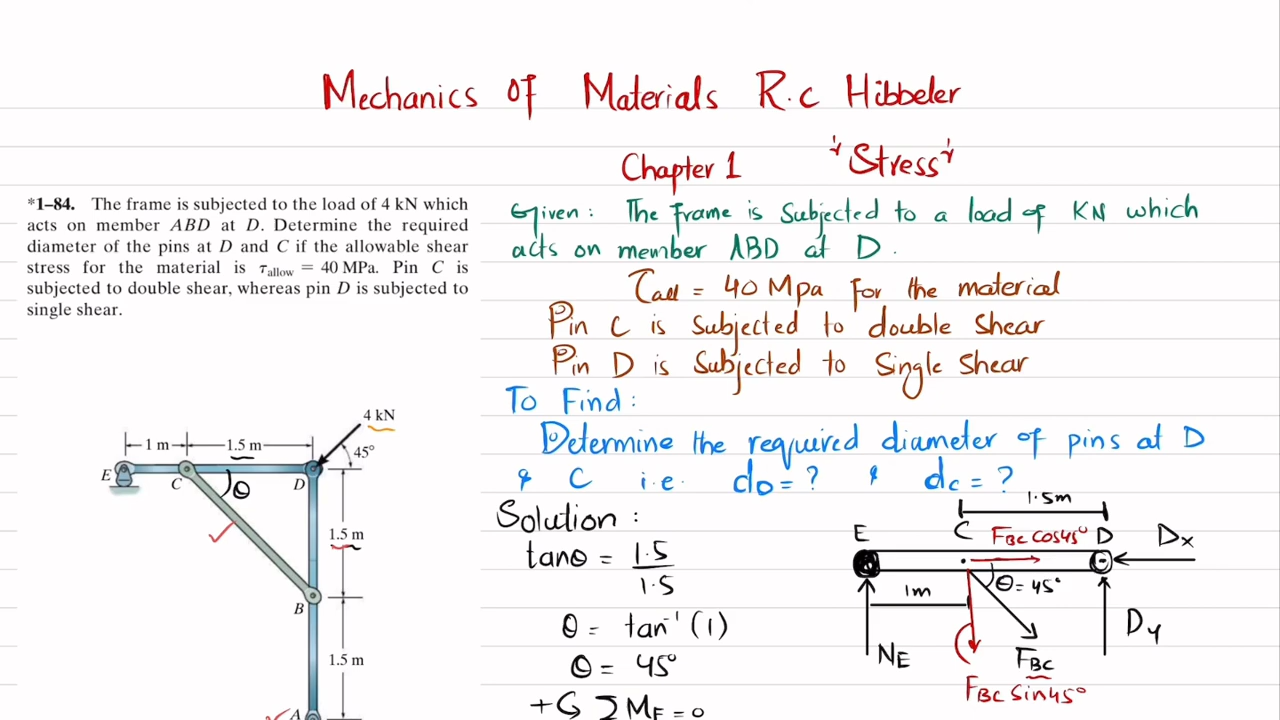 Mechanics of Materials R.c Hibbeler
Chapter 1 "Stress"
*1–84. The frame is subjected to the load of 4 kN which
acts on member ABD at D. Determine the required
diameter of the pins at D and C if the allowable shear
stress for the material is τallow = 40 MPa. Pin C is
subjected to double shear, whereas pin D is subjected to
single shear.
Given: The frame is Subjected to a load of KN which
acts on member ABD at D.
τall = 40 Mpa for the material
Pin C is Subjected to double Shear
Pin D is Subjected to Single Shear
To Find:
Determine the required diameter of pins at D
& C i.e. dD = ? & dc = ?
4 kN
1 m
1.5 m
45°
E
C
θ
D
1.5 m
B
1.5 m
A
Solution:
tanθ = 1.5
1.5
θ = tan⁻¹ (1)
θ = 45°
+↺ ΣME = 0
1.5m
E
C
FBC cos45°
D
Dx
θ = 45°
1m
NE
FBC
Dy
FBC Sin45°